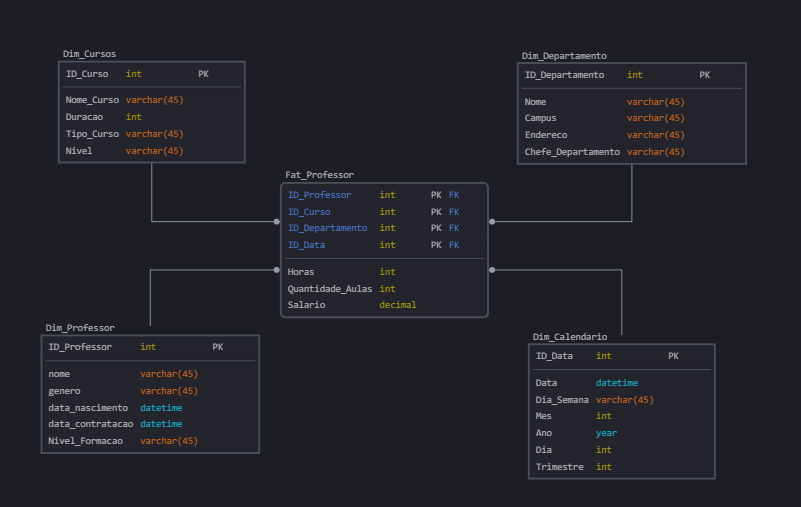 Dim_Cursos
ID_Curso int PK
Nome_Curso varchar(45)
Duracao int
Tipo_Curso varchar(45)
Nivel varchar(45)
Dim_Departamento
ID_Departamento int PK
Nome varchar(45)
Campus varchar(45)
Endereco varchar(45)
Chefe_Departamento varchar(45)
Fat_Professor
ID_Professor int PK FK
ID_Curso int PK FK
ID_Departamento int PK FK
ID_Data int PK FK
Horas int
Quantidade_Aulas int
Salario decimal
Dim_Professor
ID_Professor int PK
nome varchar(45)
genero varchar(45)
data_nascimento datetime
data_contratacao datetime
Nivel_Formacao varchar(45)
Dim_Calendario
ID_Data int PK
Data datetime
Dia_Semana varchar(45)
Mes int
Ano year
Dia int
Trimestre int